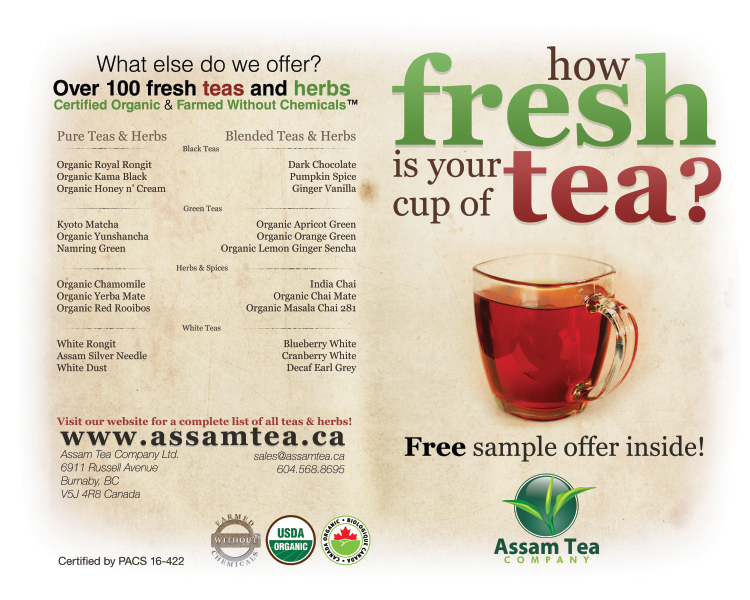 What else do we offer?
Over 100 fresh teas and herbs
Certified Organic & Farmed Without Chemicals™
Pure Teas & Herbs
Blended Teas & Herbs
Black Teas
Organic Royal Rongit
Dark Chocolate
Organic Kama Black
Pumpkin Spice
Organic Honey n' Cream
Ginger Vanilla
Green Teas
Kyoto Matcha
Organic Apricot Green
Organic Yunshancha
Organic Orange Green
Namring Green
Organic Lemon Ginger Sencha
Herbs & Spices
Organic Chamomile
India Chai
Organic Yerba Mate
Organic Chai Mate
Organic Red Rooibos
Organic Masala Chai 281
White Teas
White Rongit
Blueberry White
Assam Silver Needle
Cranberry White
White Dust
Decaf Earl Grey
Visit our website for a complete list of all teas & herbs!
www.assamtea.ca
Assam Tea Company Ltd.
6911 Russell Avenue
Burnaby, BC
V5J 4R8 Canada
sales@assamtea.ca
604.568.8695
Certified by PACS 16-422
FARMED
WITHOUT
CHEMICALS
USDA
ORGANIC
CANADA ORGANIC • BIOLOGIQUE CANADA
how
fresh
is your
cup of
tea?
Free sample offer inside!
Assam Tea
COMPANY